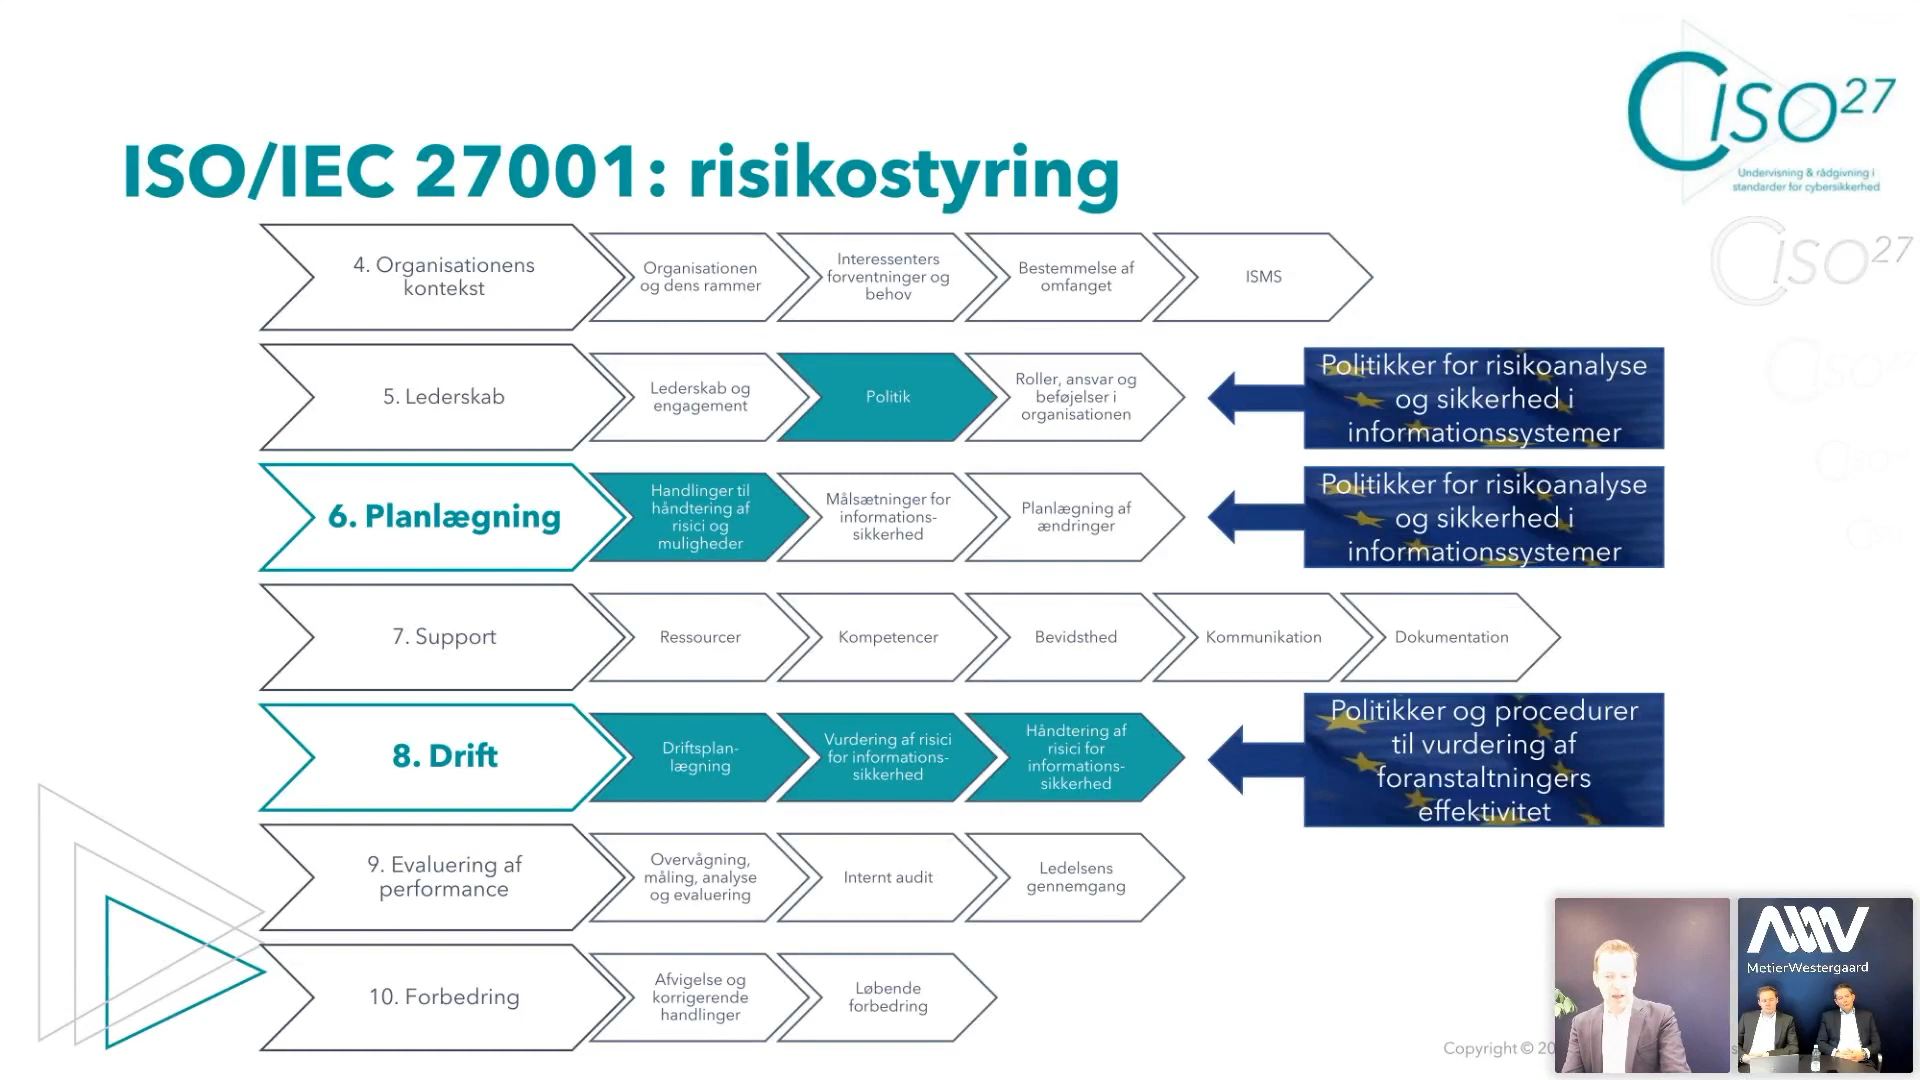 CISO27
Undervisning & rådgivning i
standarder for cybersikkerhed
CISO27
ISO/IEC 27001: risikostyring
4. Organisationens
kontekst
Organisationen
og dens rammer
Interessenters
forventninger og
behov
Bestemmelse af
omfanget
ISMS
5. Lederskab
Lederskab og
engagement
Politik
Roller, ansvar og
beføjelser i
organisationen
Politikker for risikoanalyse
og sikkerhed i
informationssystemer
6. Planlægning
Handlinger til
håndtering af
risici og
muligheder
Målsætninger for
informations-
sikkerhed
Planlægning af
ændringer
Politikker for risikoanalyse
og sikkerhed i
informationssystemer
7. Support
Ressourcer
Kompetencer
Bevidsthed
Kommunikation
Dokumentation
8. Drift
Driftsplan-
lægning
Vurdering af risici
for informations-
sikkerhed
Håndtering af
risici for
informations-
sikkerhed
Politikker og procedurer
til vurdering af
foranstaltningers
effektivitet
9. Evaluering af
performance
Overvågning,
måling, analyse
og evaluering
Internt audit
Ledelsens
gennemgang
10. Forbedring
Afvigelse og
korrigerende
handlinger
Løbende
forbedring
Copyright © 20
MetierWestergaard